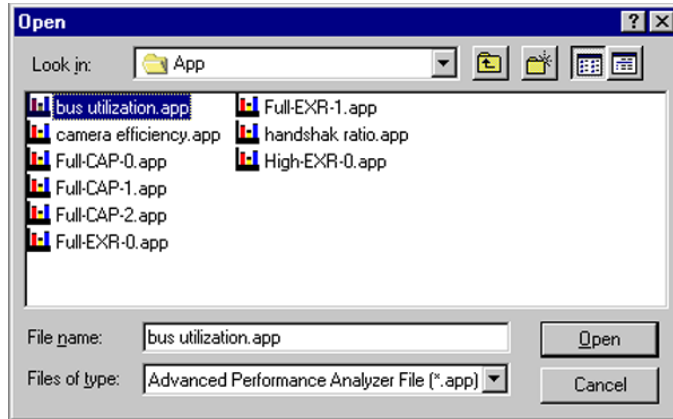 Open
Look in: App
bus utilization.app
camera efficiency.app
Full-CAP-0.app
Full-CAP-1.app
Full-CAP-2.app
Full-EXR-0.app
Full-EXR-1.app
handshak ratio.app
High-EXR-0.app
File name: bus utilization.app Open
Files of type: Advanced Performance Analyzer File (*.app) Cancel